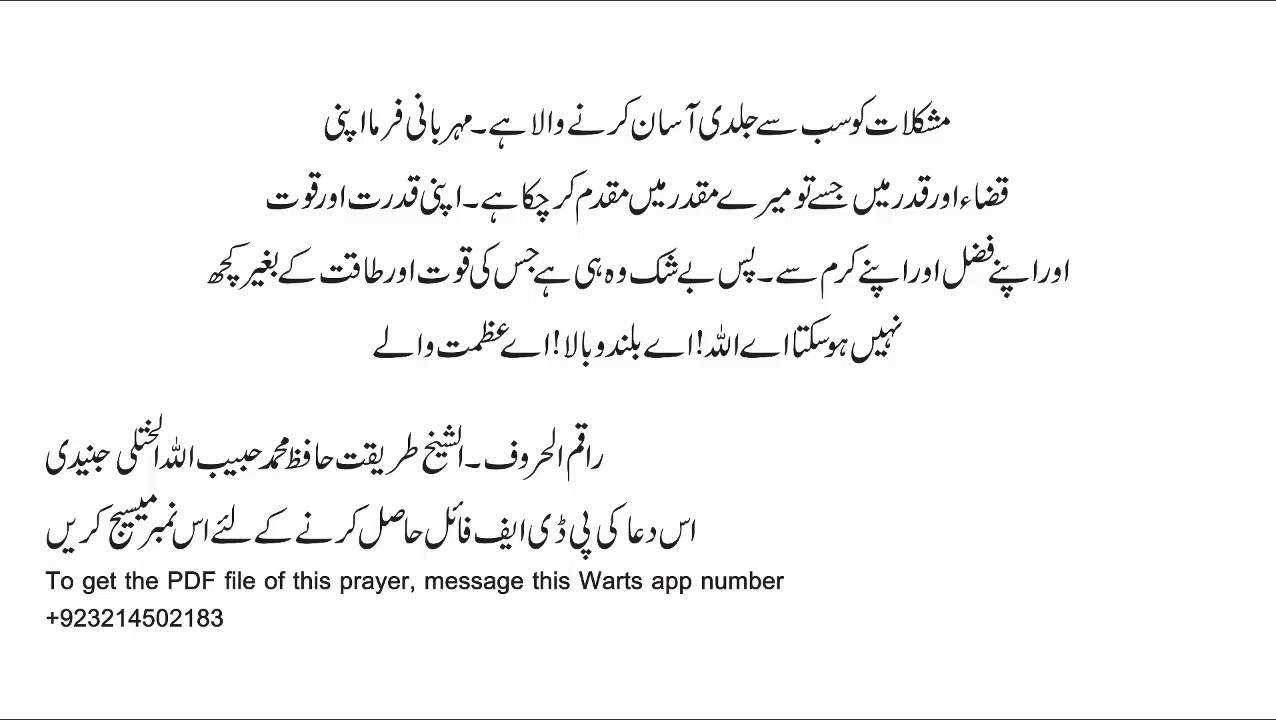 مشکلات کو سب سے جلدی آسان کرنے والا ہے۔ مہربانی فرما اپنی
قضاء اور قدر میں جسے تو میرے مقدر میں مقدم کر چکا ہے۔ اپنی قدرت اور قوت
اور اپنے فضل اور اپنے کرم سے۔ پس بے شک وہ ہی ہے جس کی قوت اور طاقت کے بغیر کچھ
نہیں ہو سکتا اے اللہ! اے بلند و بالا! اے عظمت والے
راقم الحروف۔ الشیخ طریقت حافظ محمد حبیب اللہ الختلی جنیدی
اس دعا کی پی ڈی ایف فائل حاصل کرنے کے لئے اس نمبر میسیج کریں
To get the PDF file of this prayer, message this Warts app number
+923214502183